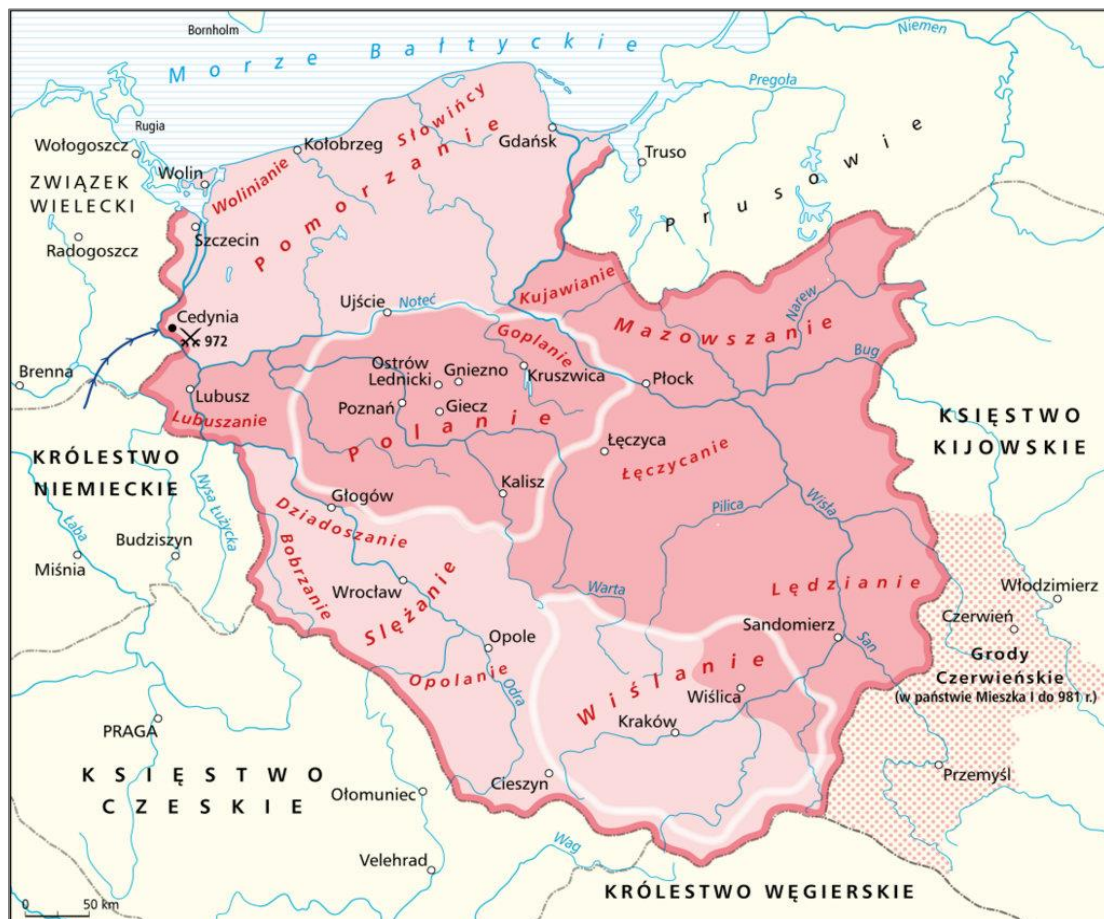 Bornholm
Morze Bałtyckie
Niemen
Pregoła
Rugia
Słowińcy
Wołogoszcz
Kołobrzeg
Gdańsk
Truso
Wolin
Wolinianie
Pomorzanie
Prusowie
ZWIĄZEK
WIELECKI
Radogoszcz
Szczecin
Kujawianie
Ujście
Noteć
Narew
Cedynia
972
Goplanie
Mazowszanie
Bug
Ostrów
Lednicki
Gniezno
Kruszwica
Płock
Brenna
Lubusz
Poznań
Giecz
Lubuszanie
Polanie
KSIĘSTWO
KIJOWSKIE
Łęczyca
Łęczycanie
KRÓLESTWO
NIEMIECKIE
Kalisz
Nysa Łużycka
Głogów
Pilica
Wisła
Dziadoszanie
Łaba
Budziszyn
Miśnia
Bobrzanie
Wrocław
Ślężanie
Warta
Lędzianie
Włodzimierz
Czerwień
Sandomierz
San
Opole
Grody
Czerwieńskie
(w państwie Mieszka I do 981 r.)
Opolanie
Odra
Wiślanie
Wiślica
Kraków
PRAGA
Cieszyn
Przemyśl
KSIĘSTWO
CZESKIE
Ołomuniec
Wag
Velehrad
KRÓLESTWO WĘGIERSKIE
0 50 km